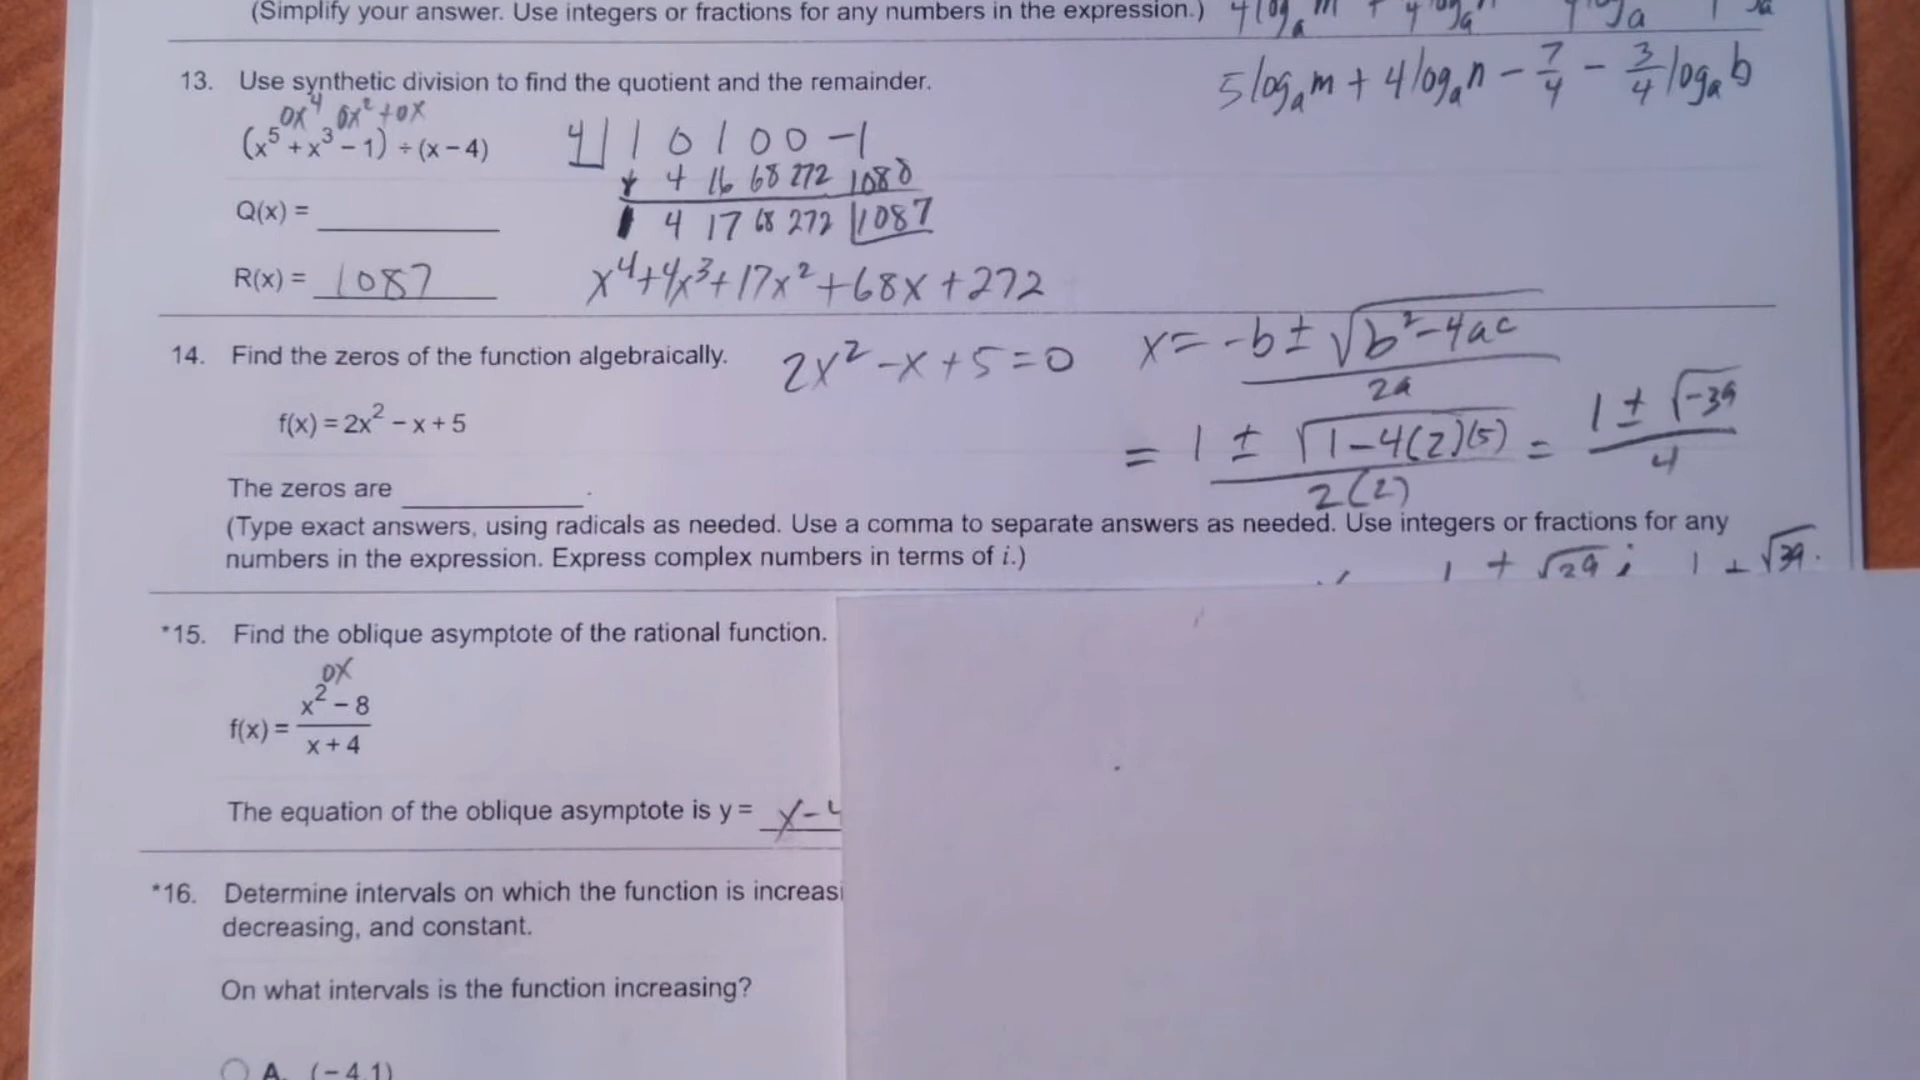 (Simplify your answer. Use integers or fractions for any numbers in the expression.)
5 logₐm + 4 logₐn - 7/4 - 3/4 logₐb
13. Use synthetic division to find the quotient and the remainder.
0x⁴ 0x² + 0x
(x⁵ + x³ - 1) ÷ (x - 4)
4 | 1 0 1 0 0 -1
+ 4 16 68 272 1088
1 4 17 68 272 | 1087
Q(x) =
R(x) = 1087
x⁴ + 4x³ + 17x² + 68x + 272
14. Find the zeros of the function algebraically.
2x² - x + 5 = 0
x = -b ± √b² - 4ac
2a
f(x) = 2x² - x + 5
= 1 ± √1 - 4(2)(5) = 1 ± √-39
2(2) 4
The zeros are .
(Type exact answers, using radicals as needed. Use a comma to separate answers as needed. Use integers or fractions for any
numbers in the expression. Express complex numbers in terms of i.)
*15. Find the oblique asymptote of the rational function.
0x
f(x) = x² - 8
x + 4
The equation of the oblique asymptote is y = x - 4
*16. Determine intervals on which the function is increasi
decreasing, and constant.
On what intervals is the function increasing?
A. (-4,1)